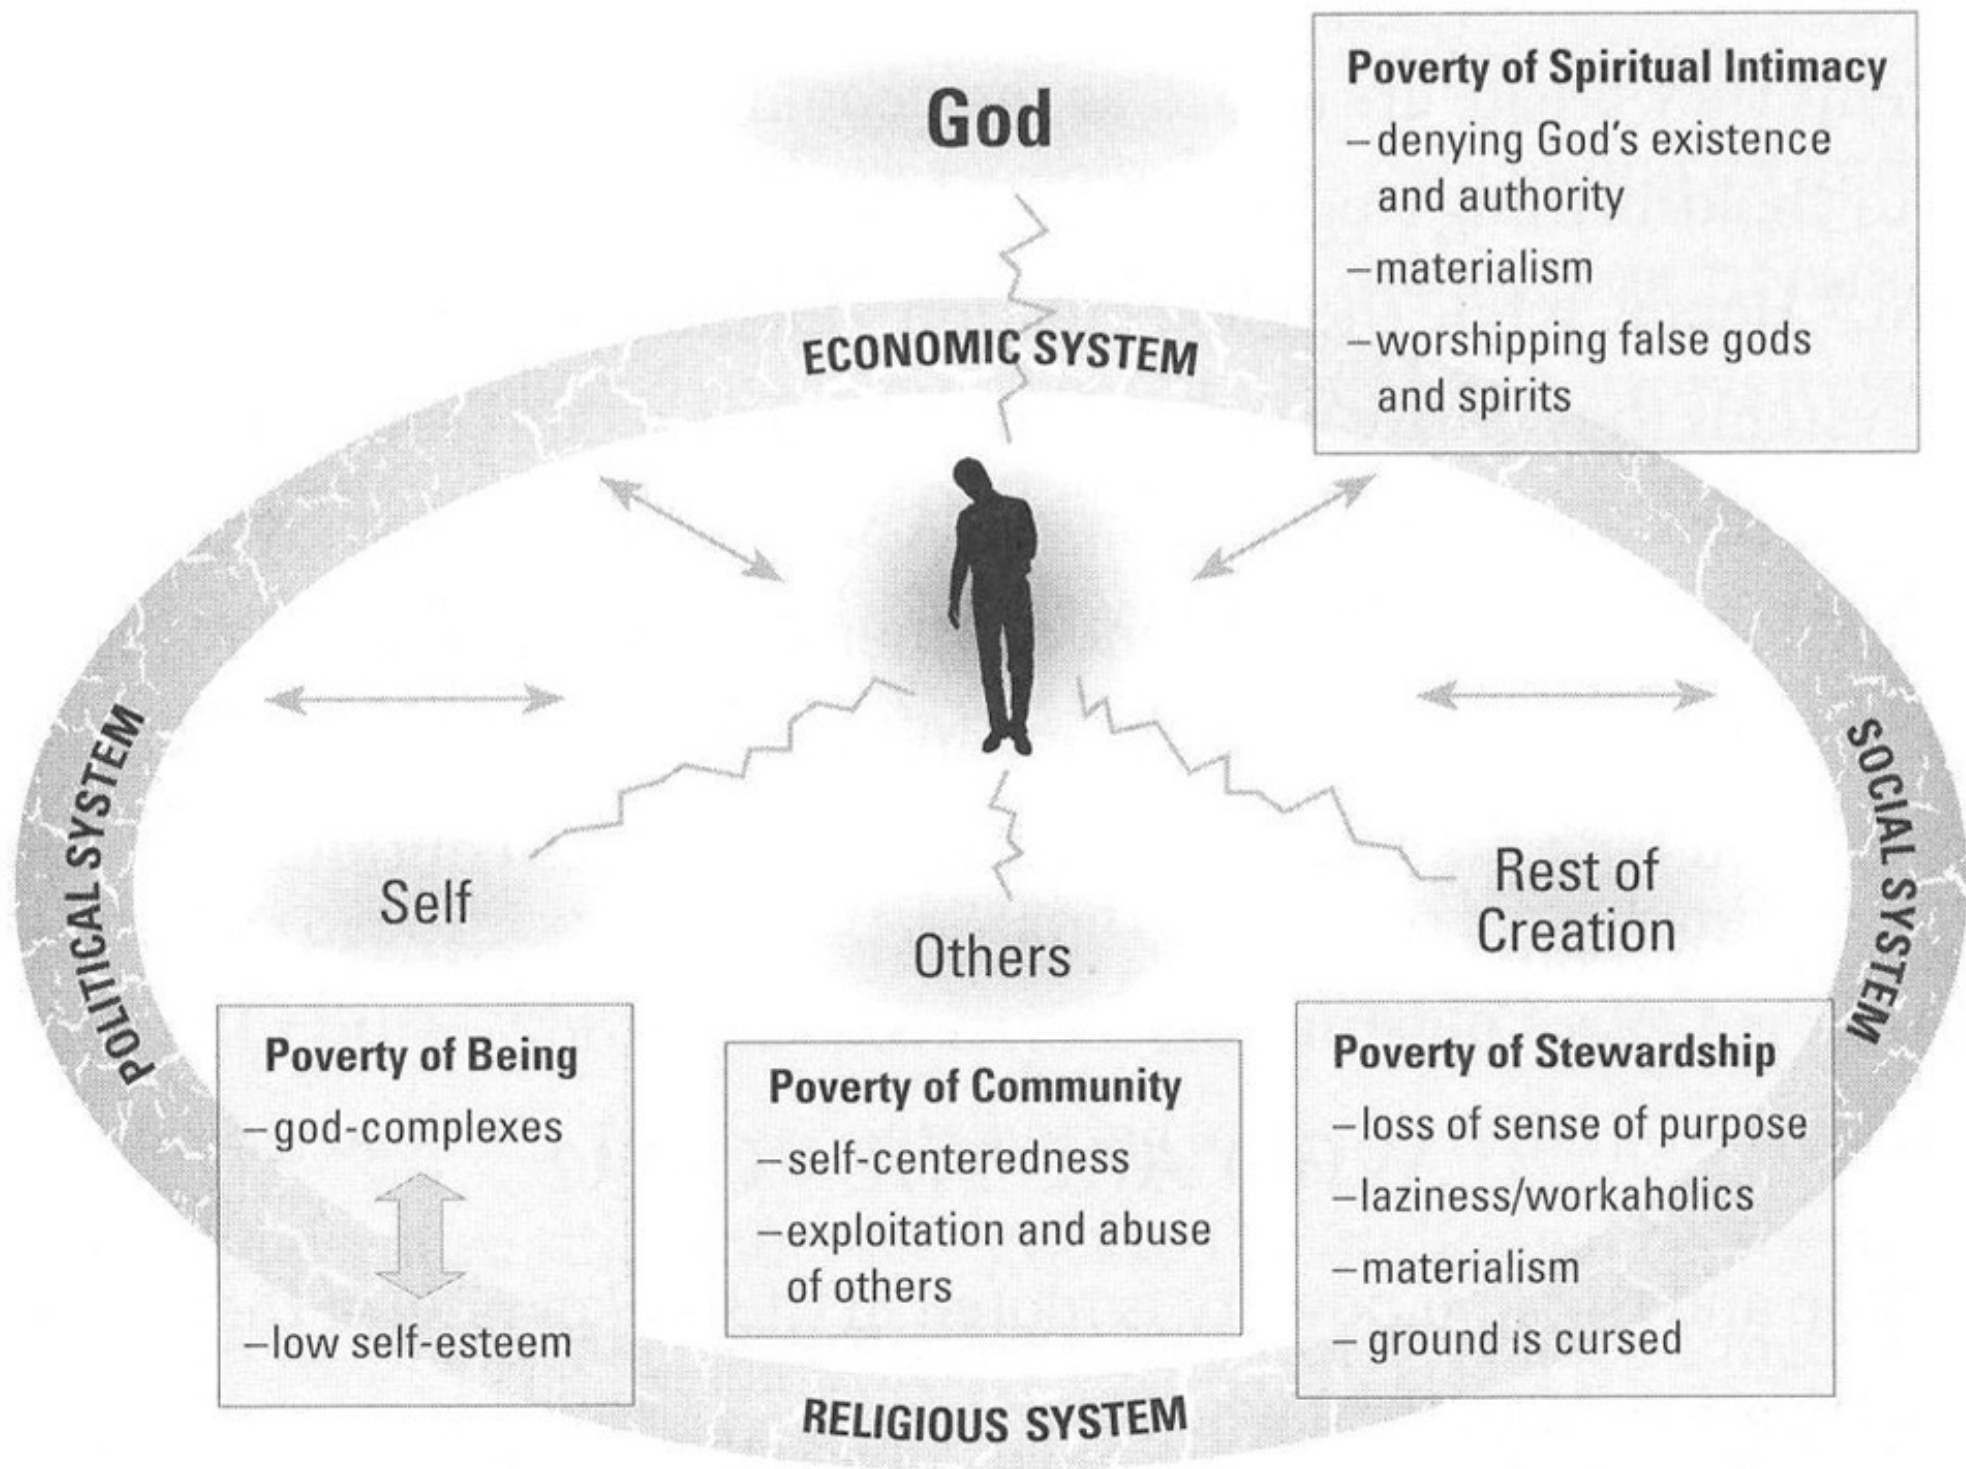 God
Poverty of Spiritual Intimacy
–denying God's existence
and authority
–materialism
–worshipping false gods
and spirits
ECONOMIC SYSTEM
POLITICAL SYSTEM
SOCIAL SYSTEM
Self
Others
Rest of
Creation
Poverty of Being
–god-complexes
–low self-esteem
Poverty of Community
–self-centeredness
–exploitation and abuse
of others
Poverty of Stewardship
–loss of sense of purpose
–laziness/workaholics
–materialism
– ground is cursed
RELIGIOUS SYSTEM